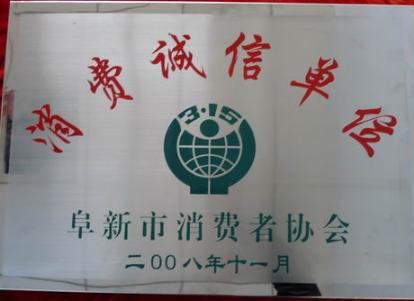 消费诚信单位
3·15
阜新市消费者协会
二00八年十一月